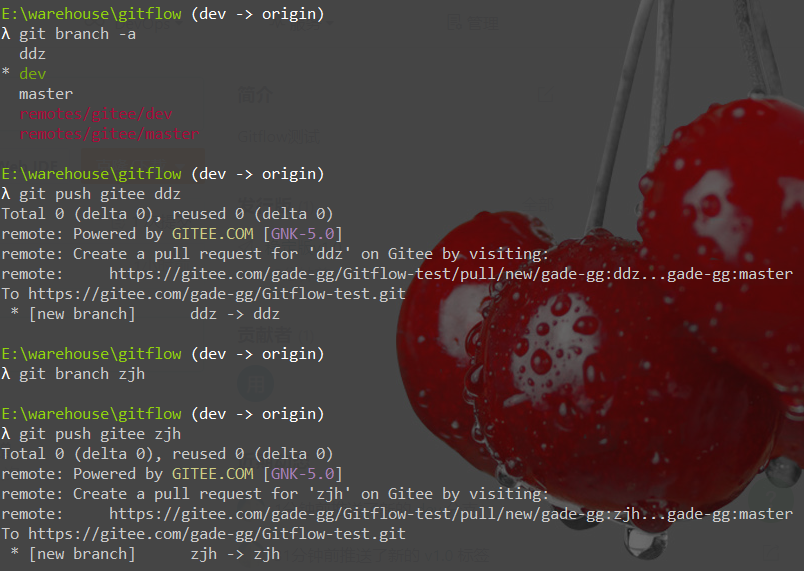 E:\warehouse\gitflow (dev -> origin)
λ git branch -a
  ddz
* dev
  master
  remotes/gitee/dev
  remotes/gitee/master
E:\warehouse\gitflow (dev -> origin)
λ git push gitee ddz
Total 0 (delta 0), reused 0 (delta 0)
remote: Powered by GITEE.COM [GNK-5.0]
remote: Create a pull request for 'ddz' on Gitee by visiting:
remote:     https://gitee.com/gade-gg/Gitflow-test/pull/new/gade-gg:ddz...gade-gg:master
To https://gitee.com/gade-gg/Gitflow-test.git
 * [new branch]      ddz -> ddz
E:\warehouse\gitflow (dev -> origin)
λ git branch zjh
E:\warehouse\gitflow (dev -> origin)
λ git push gitee zjh
Total 0 (delta 0), reused 0 (delta 0)
remote: Powered by GITEE.COM [GNK-5.0]
remote: Create a pull request for 'zjh' on Gitee by visiting:
remote:     https://gitee.com/gade-gg/Gitflow-test/pull/new/gade-gg:zjh...gade-gg:master
To https://gitee.com/gade-gg/Gitflow-test.git
 * [new branch]      zjh -> zjh